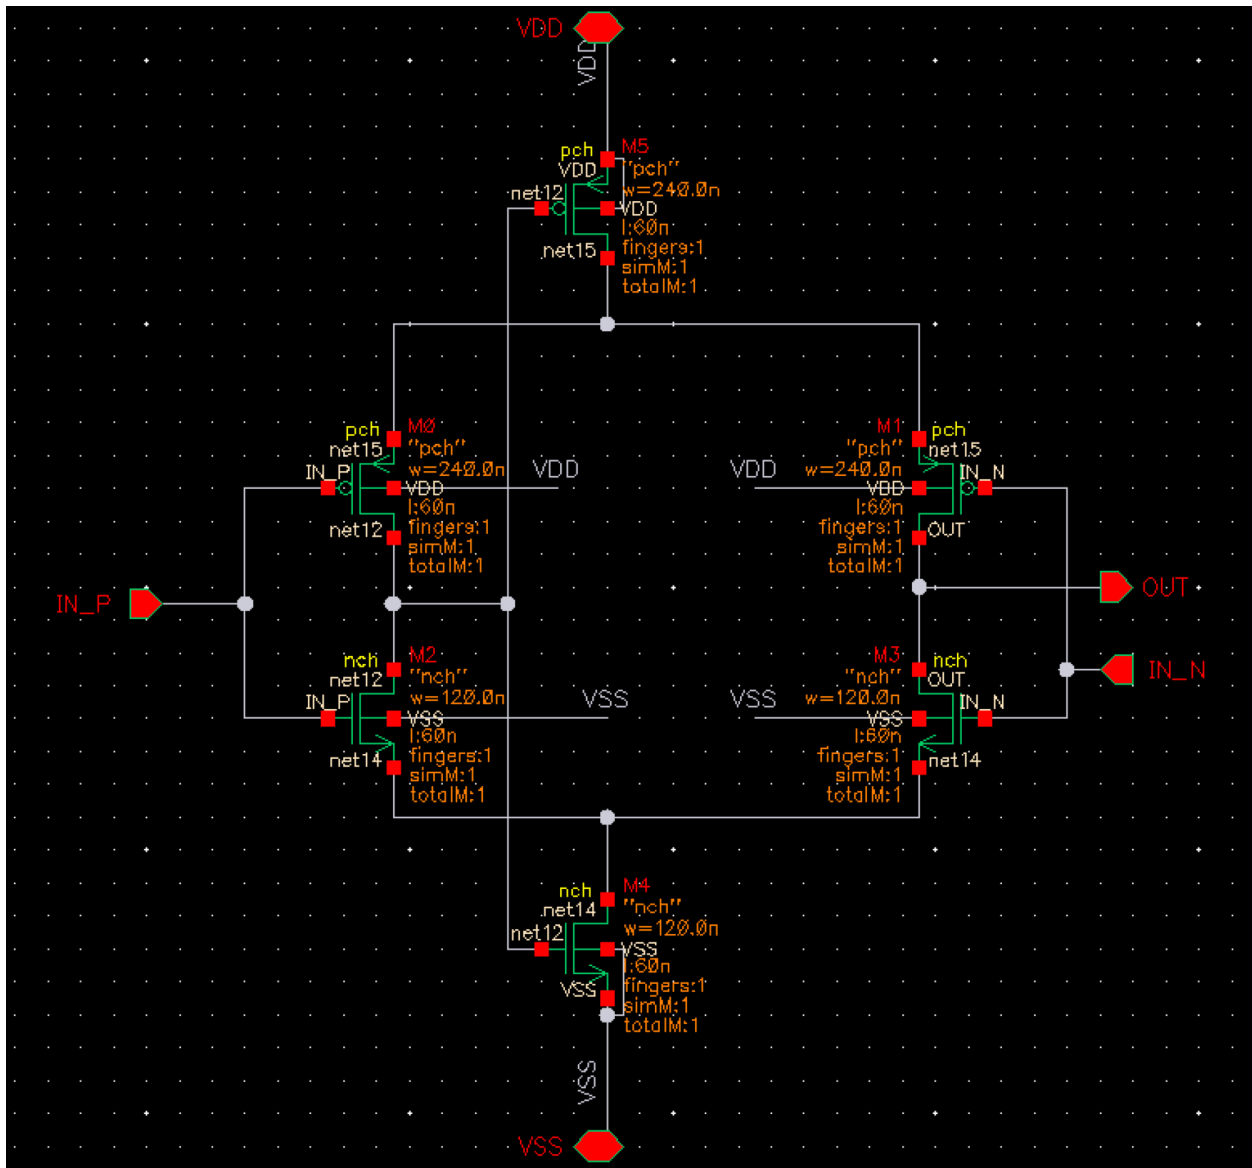 VDD
VDD
pch
M5
VDD
"pch"
w=240.0n
net12
VDD
l:60n
net15
fingers:1
simM:1
totalM:1
pch
M0
net15
"pch"
w=240.0n
IN_P
VDD
VDD
l:60n
net12
fingers:1
simM:1
totalM:1
M1
pch
"pch"
net15
w=240.0n
IN_N
VDD
VDD
l:60n
fingers:1
OUT
simM:1
totalM:1
IN_P
OUT
IN_N
nch
M2
net12
"nch"
w=120.0n
IN_P
VSS
VSS
l:60n
net14
fingers:1
simM:1
totalM:1
M3
nch
"nch"
OUT
w=120.0n
IN_N
VSS
VSS
l:60n
fingers:1
net14
simM:1
totalM:1
nch
M4
net14
"nch"
w=120.0n
net12
VSS
l:60n
VSS
fingers:1
simM:1
totalM:1
VSS
VSS